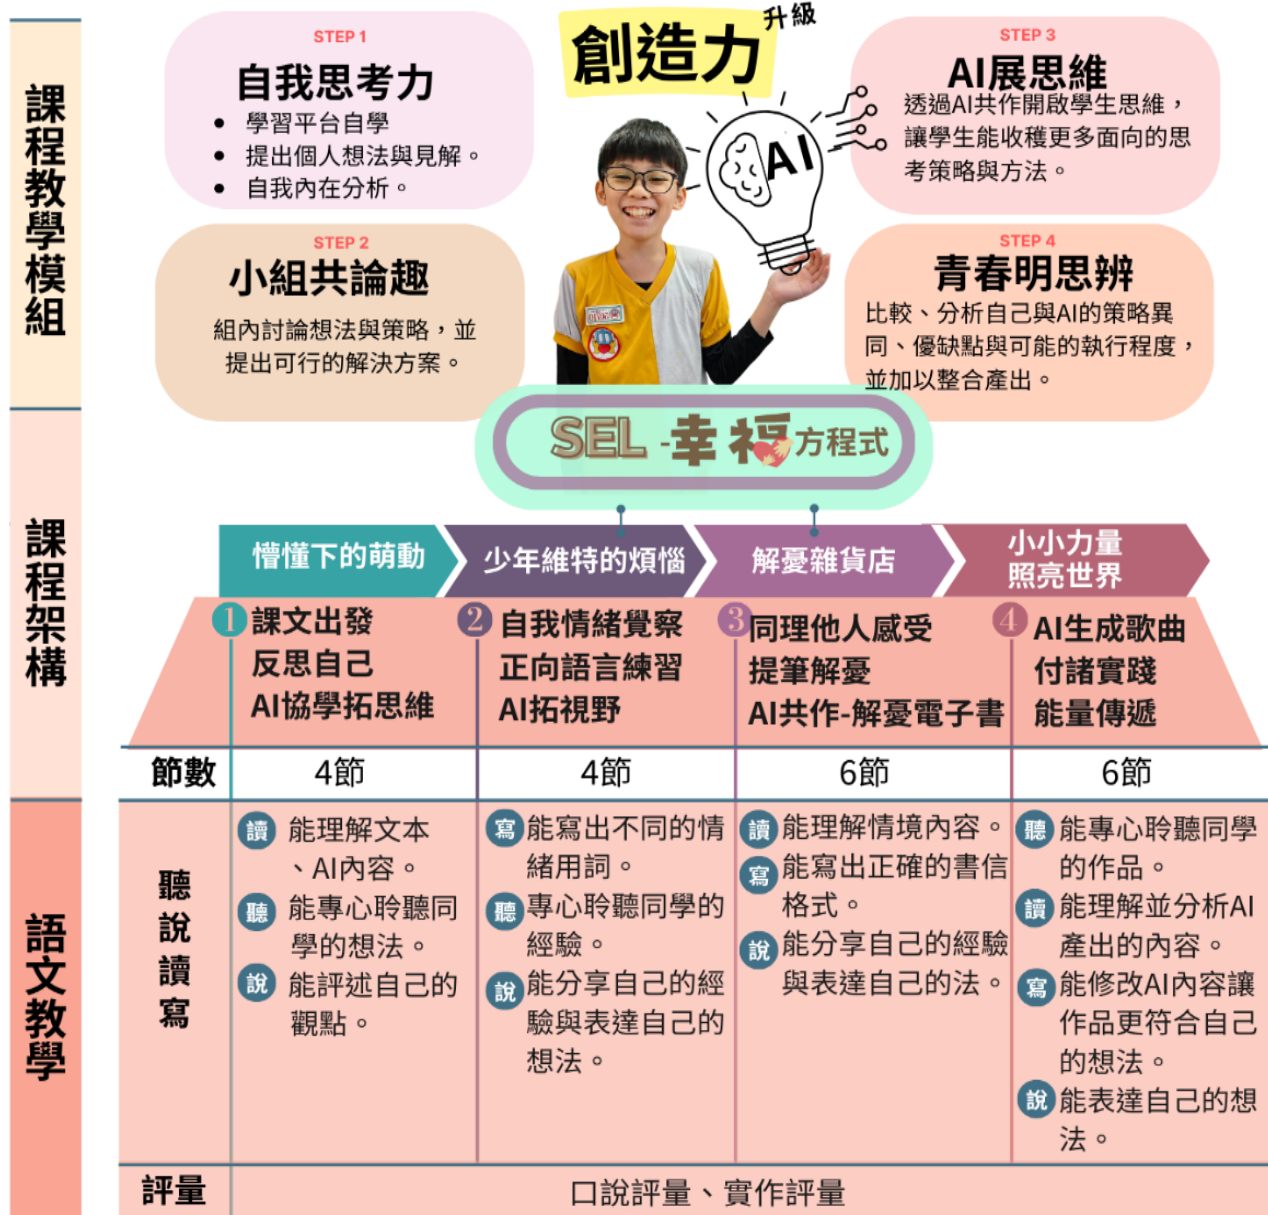 課程教學模組
STEP 1
自我思考力
• 學習平台自學
• 提出個人想法與見解。
• 自我內在分析。
STEP 2
小組共論趣
組內討論想法與策略，並
提出可行的解決方案。
創造力
升級
AI
STEP 3
AI展思維
透過AI共作開啟學生思維，
讓學生能收穫更多面向的思
考策略與方法。
STEP 4
青春明思辨
比較、分析自己與AI的策略異
同、優缺點與可能的執行程度，
並加以整合產出。
SEL-幸福方程式
課程架構
懵懂下的萌動
少年維特的煩惱
解憂雜貨店
小小力量
照亮世界
1
課文出發
反思自己
AI協學拓思維
2
自我情緒覺察
正向語言練習
AI拓視野
3
同理他人感受
提筆解憂
AI共作-解憂電子書
4
AI生成歌曲
付諸實踐
能量傳遞
節數
4節
4節
6節
6節
語文教學
聽說讀寫
讀 能理解文本
、AI內容。
聽 能專心聆聽同
學的想法。
說 能評述自己的
觀點。
寫 能寫出不同的情
緒用詞。
聽 專心聆聽同學的
經驗。
說 能分享自己的經
驗與表達自己的
想法。
讀 能理解情境內容。
寫 能寫出正確的書信
格式。
說 能分享自己的經驗
與表達自己的法。
聽 能專心聆聽同學
的作品。
讀 能理解並分析AI
產出的內容。
寫 能修改AI內容讓
作品更符合自己
的想法。
說 能表達自己的想
法。
評量
口說評量、實作評量